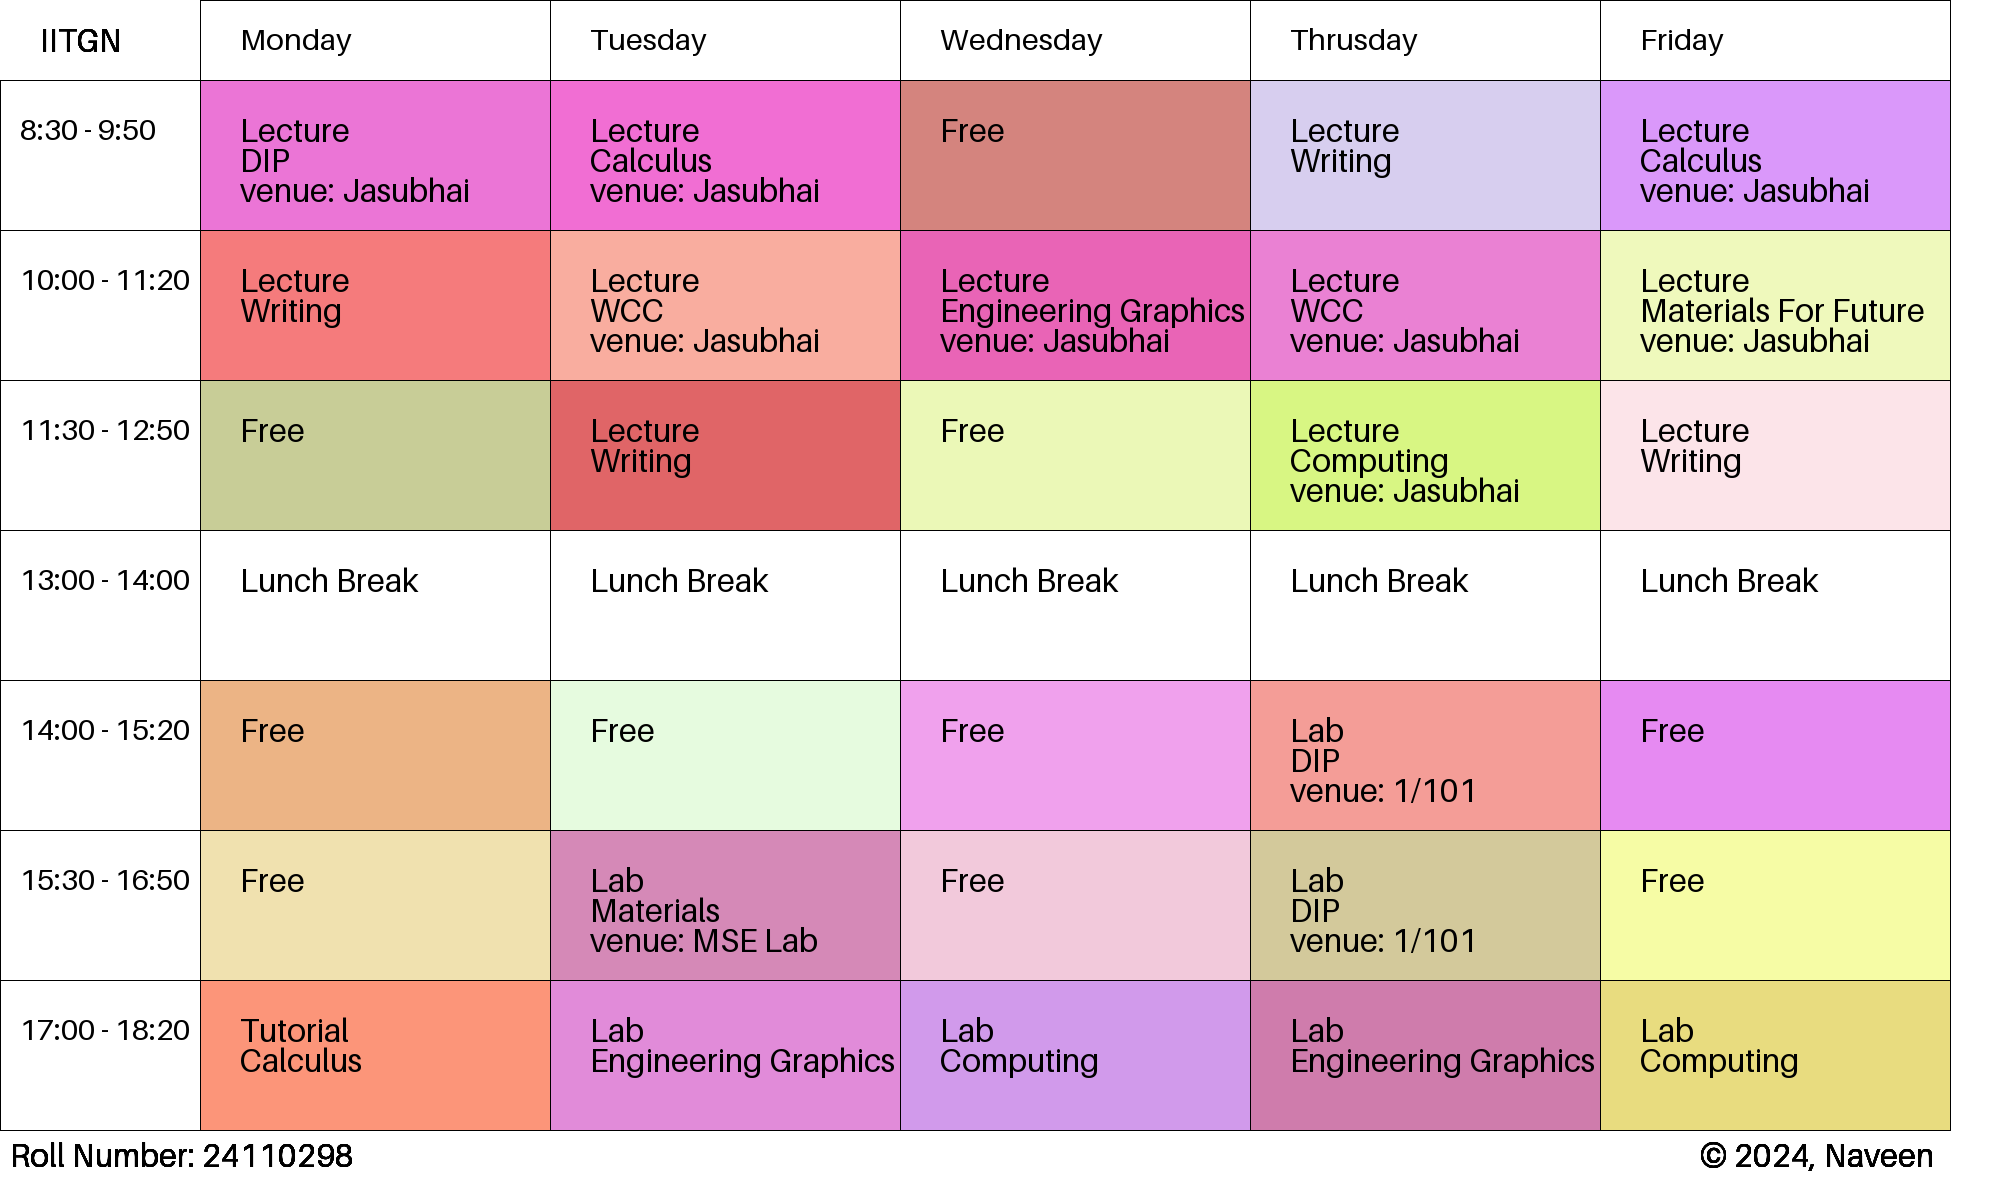 IITGN
Monday
Tuesday
Wednesday
Thrusday
Friday
8:30 - 9:50
Lecture
DIP
venue: Jasubhai
Lecture
Calculus
venue: Jasubhai
Free
Lecture
Writing
Lecture
Calculus
venue: Jasubhai
10:00 - 11:20
Lecture
Writing
Lecture
WCC
venue: Jasubhai
Lecture
Engineering Graphics
venue: Jasubhai
Lecture
WCC
venue: Jasubhai
Lecture
Materials For Future
venue: Jasubhai
11:30 - 12:50
Free
Lecture
Writing
Free
Lecture
Computing
venue: Jasubhai
Lecture
Writing
13:00 - 14:00
Lunch Break
Lunch Break
Lunch Break
Lunch Break
Lunch Break
14:00 - 15:20
Free
Free
Free
Lab
DIP
venue: 1/101
Free
15:30 - 16:50
Free
Lab
Materials
venue: MSE Lab
Free
Lab
DIP
venue: 1/101
Free
17:00 - 18:20
Tutorial
Calculus
Lab
Engineering Graphics
Lab
Computing
Lab
Engineering Graphics
Lab
Computing
Roll Number: 24110298
© 2024, Naveen